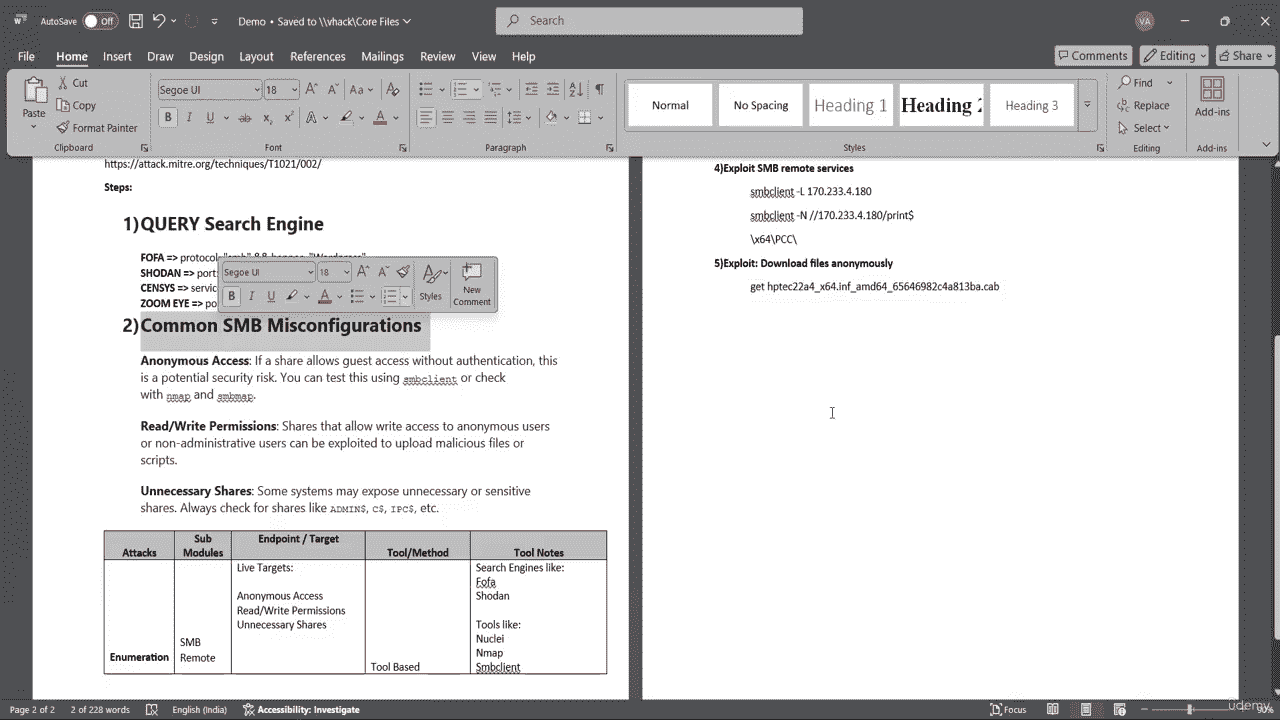 AutoSave Off Demo • Saved to \\vhack\Core Files Search VA
File Home Insert Draw Design Layout References Mailings Review View Help Comments Editing Share
Paste Cut Copy Format Painter Clipboard
Segoe UI 18 Font
Paragraph
Normal No Spacing Heading 1 Heading 2 Heading 3 Styles
Find Replace Select Editing
Add-ins Add-ins
https://attack.mitre.org/techniques/T1021/002/
Steps:
1)QUERY Search Engine
FOFA => protocol
SHODAN => port
CENSYS => servic
ZOOM EYE => po
Segoe UI 18 Styles New Comment
2)Common SMB Misconfigurations
Anonymous Access: If a share allows guest access without authentication, this
is a potential security risk. You can test this using smbclient or check
with nmap and smbmap.
Read/Write Permissions: Shares that allow write access to anonymous users
or non-administrative users can be exploited to upload malicious files or
scripts.
Unnecessary Shares: Some systems may expose unnecessary or sensitive
shares. Always check for shares like ADMIN$, C$, IPC$, etc.
Attacks Sub Modules Endpoint / Target Tool/Method Tool Notes
Enumeration
SMB
Remote
Live Targets:
Anonymous Access
Read/Write Permissions
Unnecessary Shares
Tool Based
Search Engines like:
Fofa
Shodan
Tools like:
Nuclei
Nmap
Smbclient
4)Exploit SMB remote services
smbclient -L 170.233.4.180
smbclient -N //170.233.4.180/print$
\x64\PCC\
5)Exploit: Download files anonymously
get hptec22a4_x64.inf_amd64_65646982c4a813ba.cab
Page 2 of 2 2 of 228 words English (India) Accessibility: Investigate Focus
Udemy